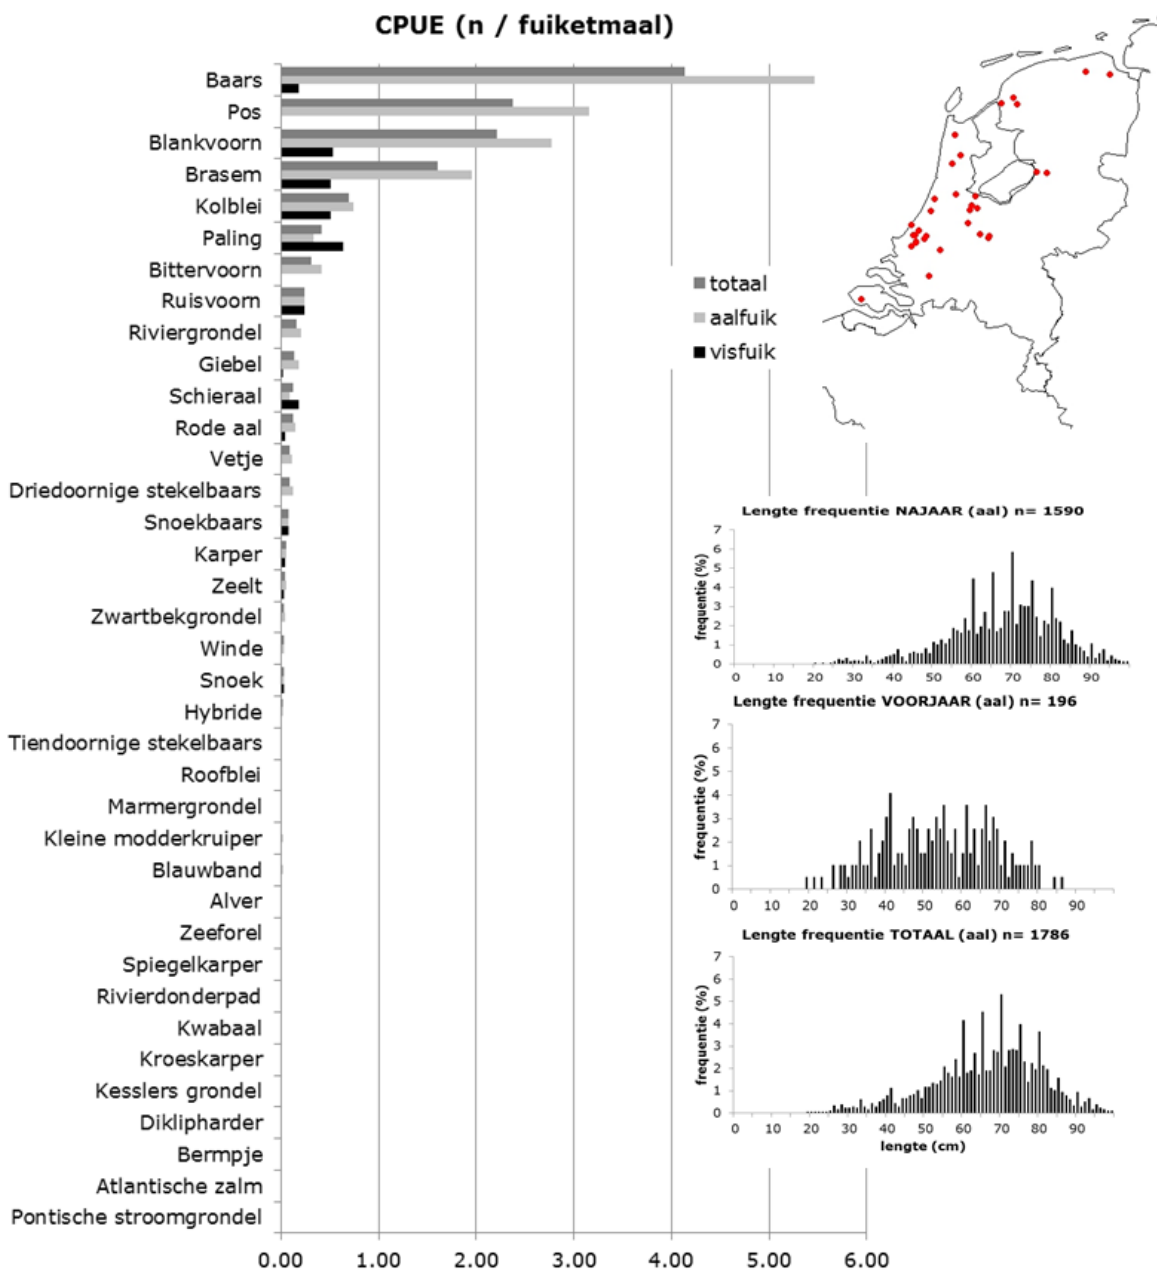 CPUE (n / fuiketmaal)
Baars
Pos
Blankvoorn
Brasem
Kolblei
Paling
Bittervoorn
Ruisvoorn
Riviergrondel
Giebel
Schieraal
Rode aal
Vetje
Driedoornige stekelbaars
Snoekbaars
Karper
Zeelt
Zwartbekgrondel
Winde
Snoek
Hybride
Tiendoornige stekelbaars
Roofblei
Marmergrondel
Kleine modderkruiper
Blauwband
Alver
Zeeforel
Spiegelkarper
Rivierdonderpad
Kwabaal
Kroeskarper
Kesslers grondel
Diklipharder
Bermpje
Atlantische zalm
Pontische stroomgrondel
0.00 1.00 2.00 3.00 4.00 5.00 6.00
totaal
aalfuik
visfuik
Lengte frequentie NAJAAR (aal) n= 1590
frequentie (%)
7
6
5
4
3
2
1
0
0 10 20 30 40 50 60 70 80 90
Lengte frequentie VOORJAAR (aal) n= 196
frequentie (%)
7
6
5
4
3
2
1
0
0 10 20 30 40 50 60 70 80 90
Lengte frequentie TOTAAL (aal) n= 1786
frequentie (%)
7
6
5
4
3
2
1
0
0 10 20 30 40 50 60 70 80 90
lengte (cm)